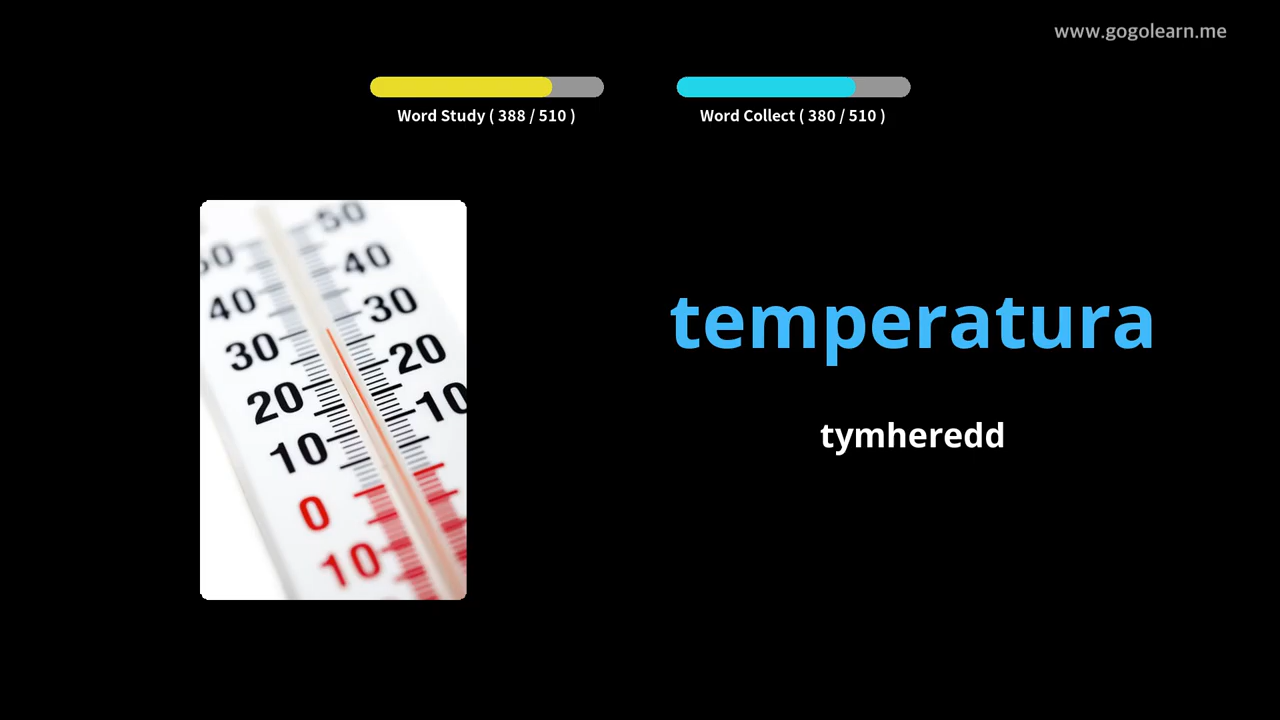 www.gogolearn.me
Word Study ( 388 / 510 )
Word Collect ( 380 / 510 )
50
40
40
30
30
20
20
10
10
0
10
temperatura
tymheredd